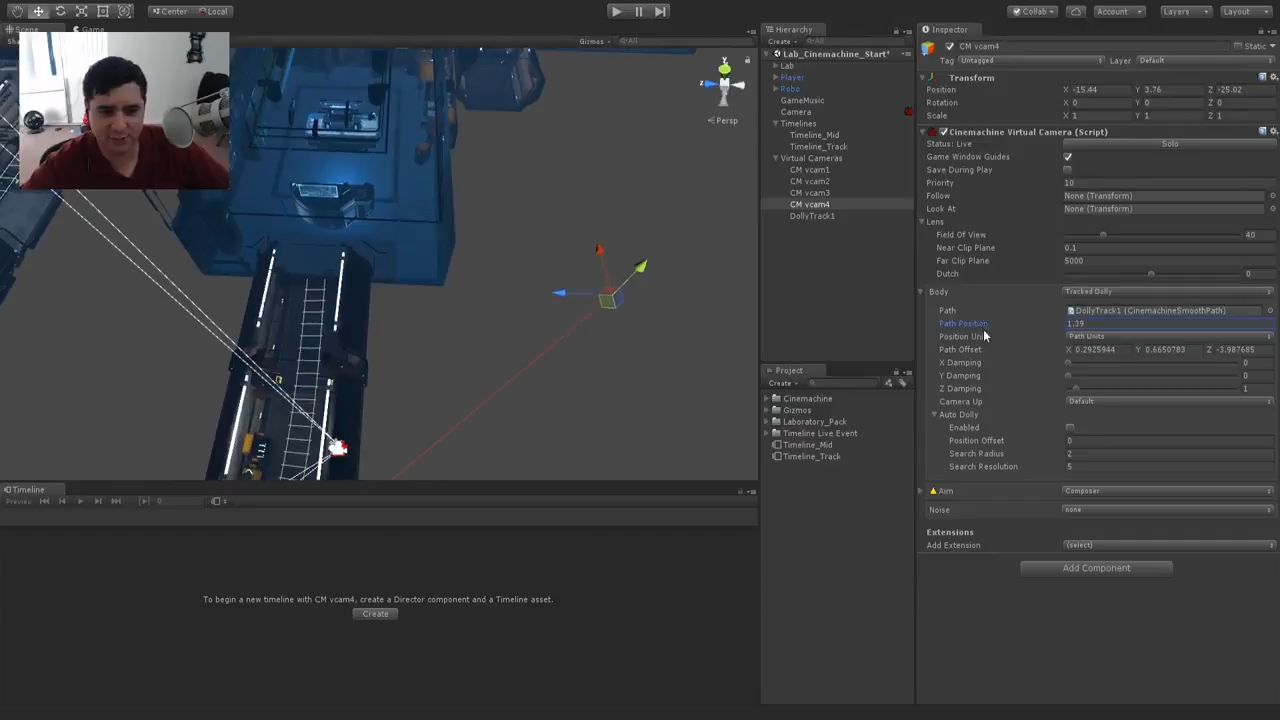 Center
Local
Collab
Account
Layers
Layout
Scene
Game
Gizmos
All
y
z
Persp
Hierarchy
Create
All
Lab_Cinemachine_Start*
Lab
Player
Robo
GameMusic
Camera
Timelines
Timeline_Mid
Timeline_Track
Virtual Cameras
CM vcam1
CM vcam2
CM vcam3
CM vcam4
DollyTrack1
Project
Create
Cinemachine
Gizmos
Laboratory_Pack
Timeline Live Event
Timeline_Mid
Timeline_Track
Inspector
CM vcam4
Static
Tag Untagged
Layer Default
Transform
Position X -15.44 Y 3.76 Z -25.02
Rotation X 0 Y 0 Z 0
Scale X 1 Y 1 Z 1
Cinemachine Virtual Camera (Script)
Status: Live Solo
Game Window Guides
Save During Play
Priority 10
Follow None (Transform)
Look At None (Transform)
Lens
Field Of View 40
Near Clip Plane 0.1
Far Clip Plane 5000
Dutch 0
Body Tracked Dolly
Path DollyTrack1 (CinemachineSmoothPath)
Path Position 1.39
Position Un Path Units
Path Offset X 0.2925944 Y 0.6650783 Z -3.987685
X Damping 0
Y Damping 0
Z Damping 1
Camera Up Default
Auto Dolly
Enabled
Position Offset 0
Search Radius 2
Search Resolution 5
Aim Composer
Noise none
Extensions
Add Extension (select)
Add Component
Timeline
Preview 0
To begin a new timeline with CM vcam4, create a Director component and a Timeline asset.
Create